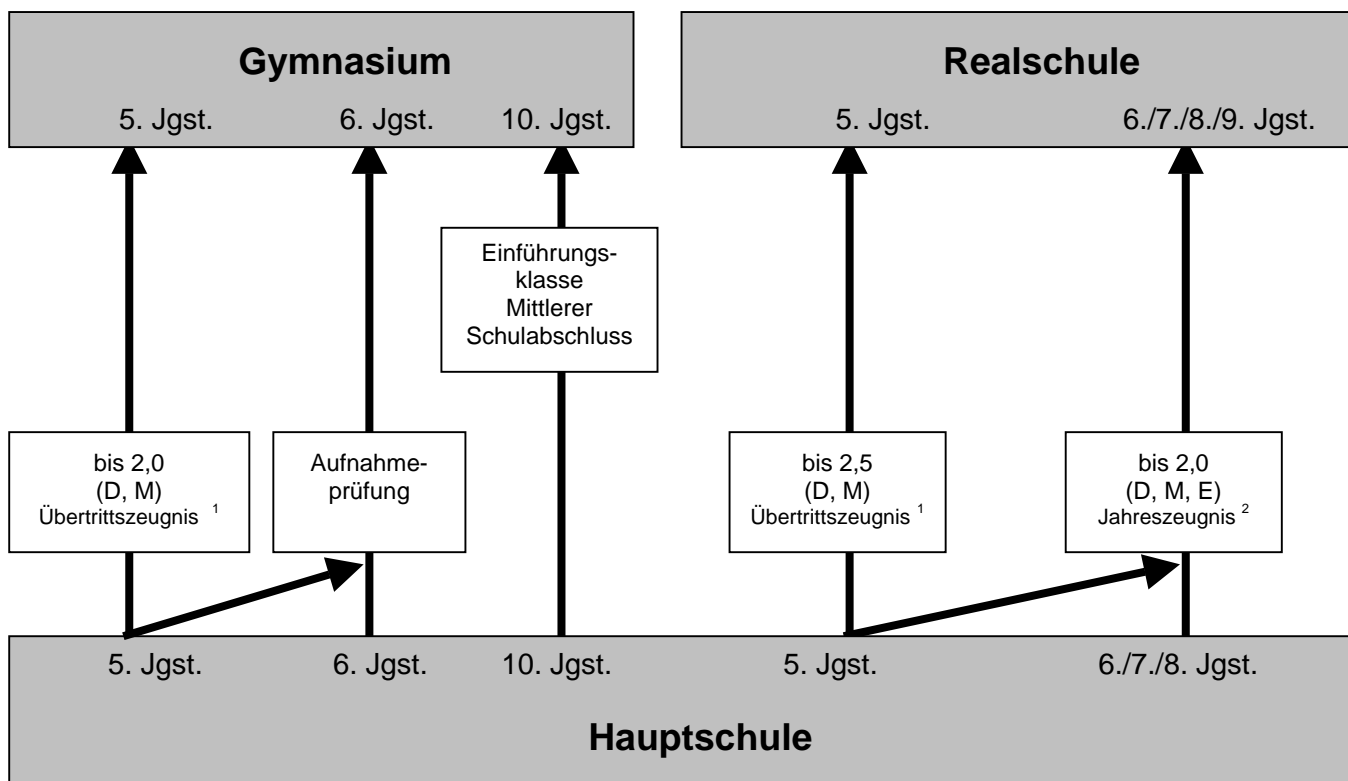 Gymnasium
5. Jgst. 6. Jgst. 10. Jgst.
Realschule
5. Jgst. 6./7./8./9. Jgst.
Einführungs-
klasse
Mittlerer
Schulabschluss
bis 2,0
(D, M)
Übertrittszeugnis 1
Aufnahme-
prüfung
bis 2,5
(D, M)
Übertrittszeugnis 1
bis 2,0
(D, M, E)
Jahreszeugnis 2
5. Jgst. 6. Jgst. 10. Jgst. 5. Jgst. 6./7./8. Jgst.
Hauptschule